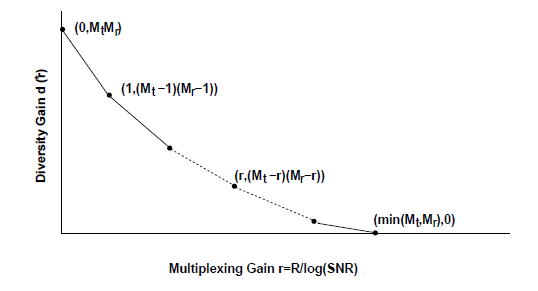 (0,MtMr)
(1,(Mt−1)(Mr−1))
Diversity Gain d (r)
(r,(Mt−r)(Mr−r))
(min(Mt,Mr),0)
Multiplexing Gain r=R/log(SNR)